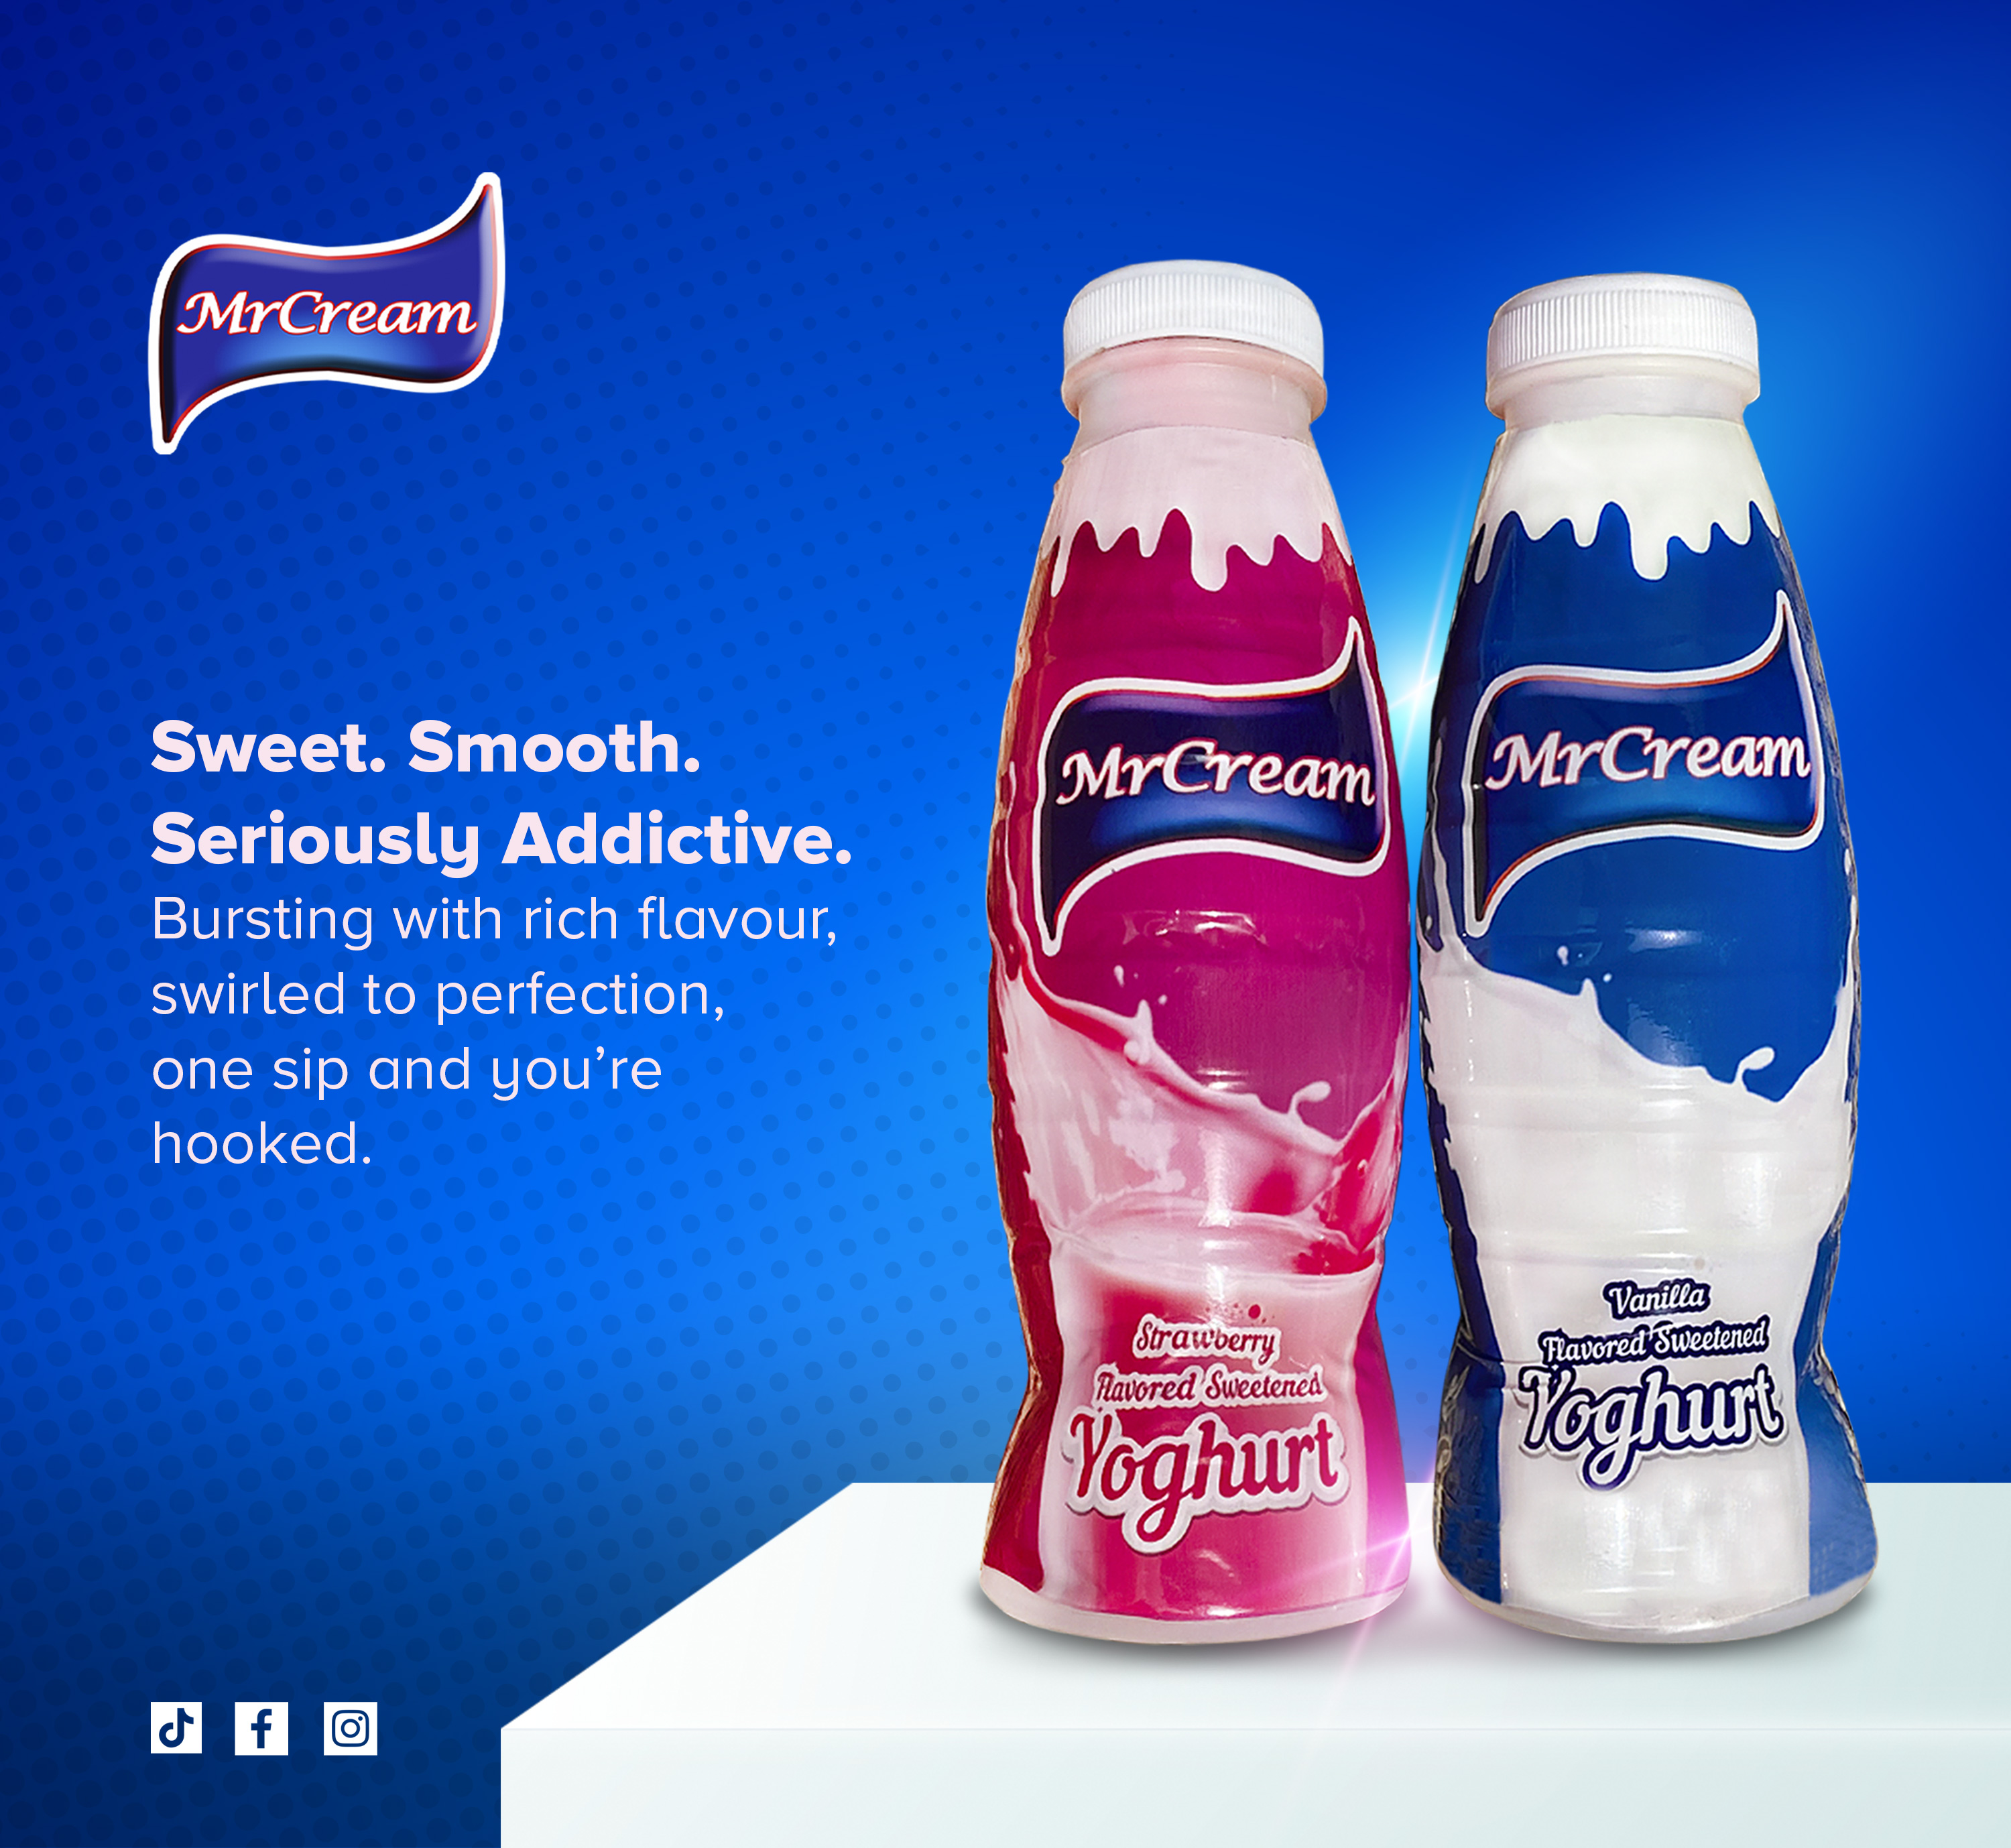 MrCream
Sweet. Smooth.
Seriously Addictive.
Bursting with rich flavour,
swirled to perfection,
one sip and you’re
hooked.
MrCream
Strawberry
Flavored Sweetened
Yoghurt
MrCream
Vanilla
Flavored Sweetened
Yoghurt